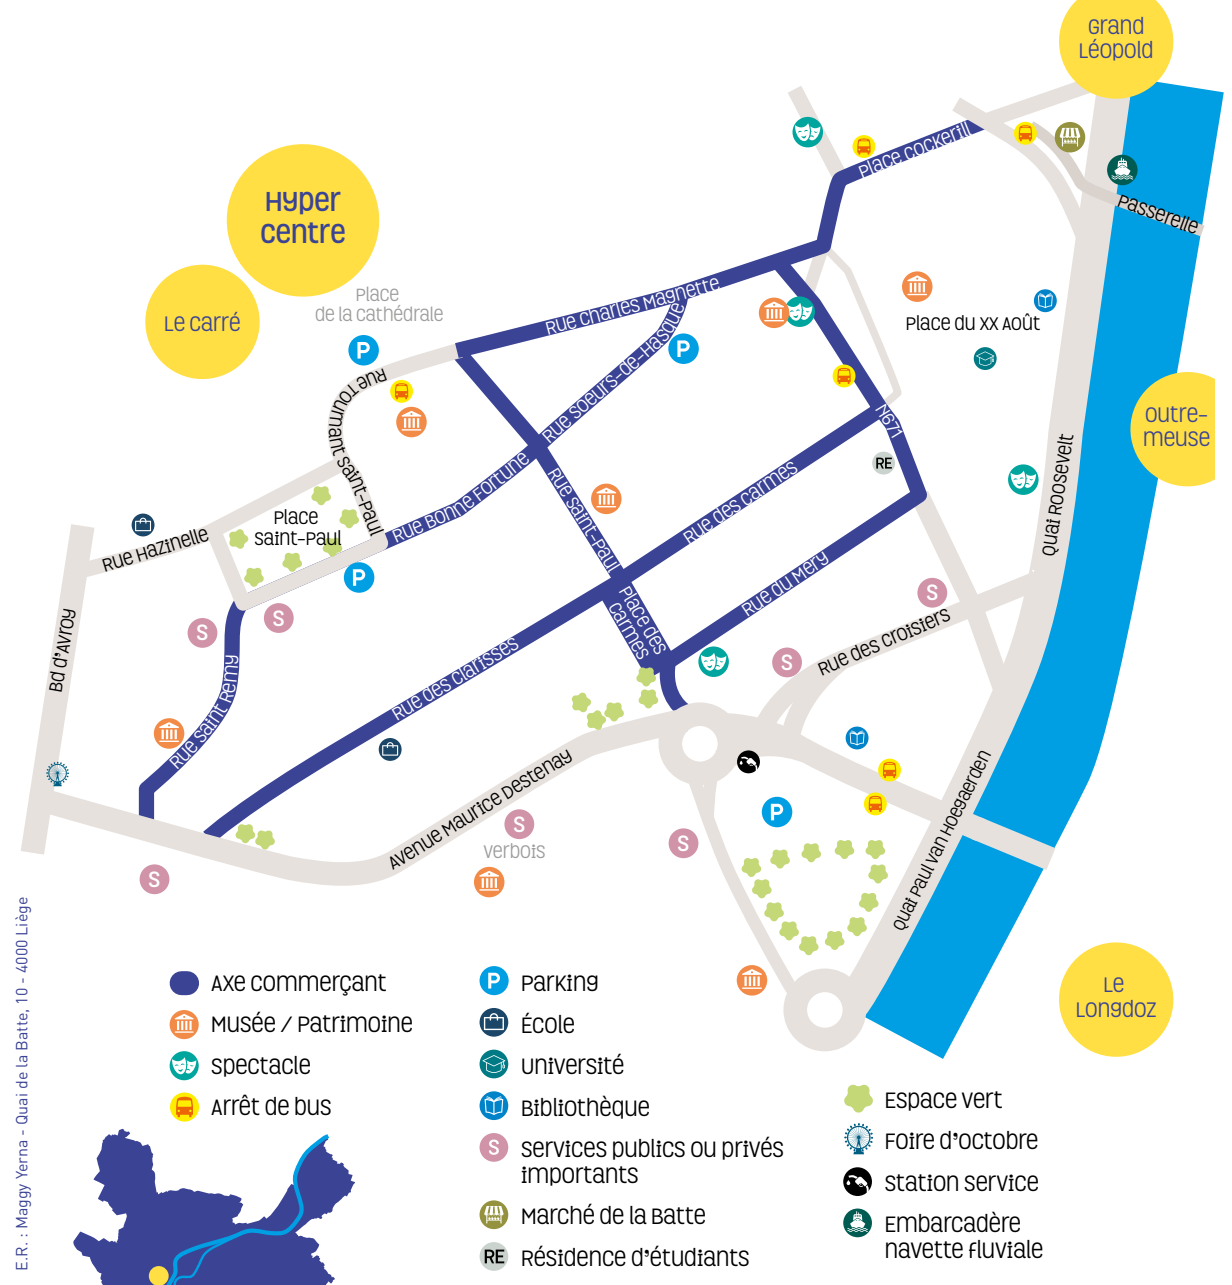 Grand
Léopold
Hyper
centre
Le carré
Place
de la cathédrale
Place Cockerill
Passerelle
Rue Charles Magnette
Rue Soeurs-de-Hasque
Place du XX Août
Outre-
meuse
Rue Tournant Saint-Paul
P
P
Rue Bonne Fortune
Rue Saint-Paul
Rue des Carmes
N671
RE
Quai Roosevelt
Place
Saint-Paul
Rue Hazinelle
P
S
S
S
Bd d'Avroy
Rue Saint Remy
Rue des Clarisses
Place des
Carmes
Rue du Méry
Rue des Croisiers
S
Avenue Maurice Destenay
S
Verbois
S
P
S
Quai Paul van Hoegaerden
Le
Longdoz
E.R. : Maggy Yerna - Quai de la Batte, 10 - 4000 Liège
Axe commerçant
Musée / Patrimoine
Spectacle
Arrêt de bus
P Parking
École
Université
Bibliothèque
S Services publics ou privés
importants
Marché de la Batte
RE Résidence d'étudiants
Espace vert
Foire d'octobre
Station service
Embarcadère
navette fluviale